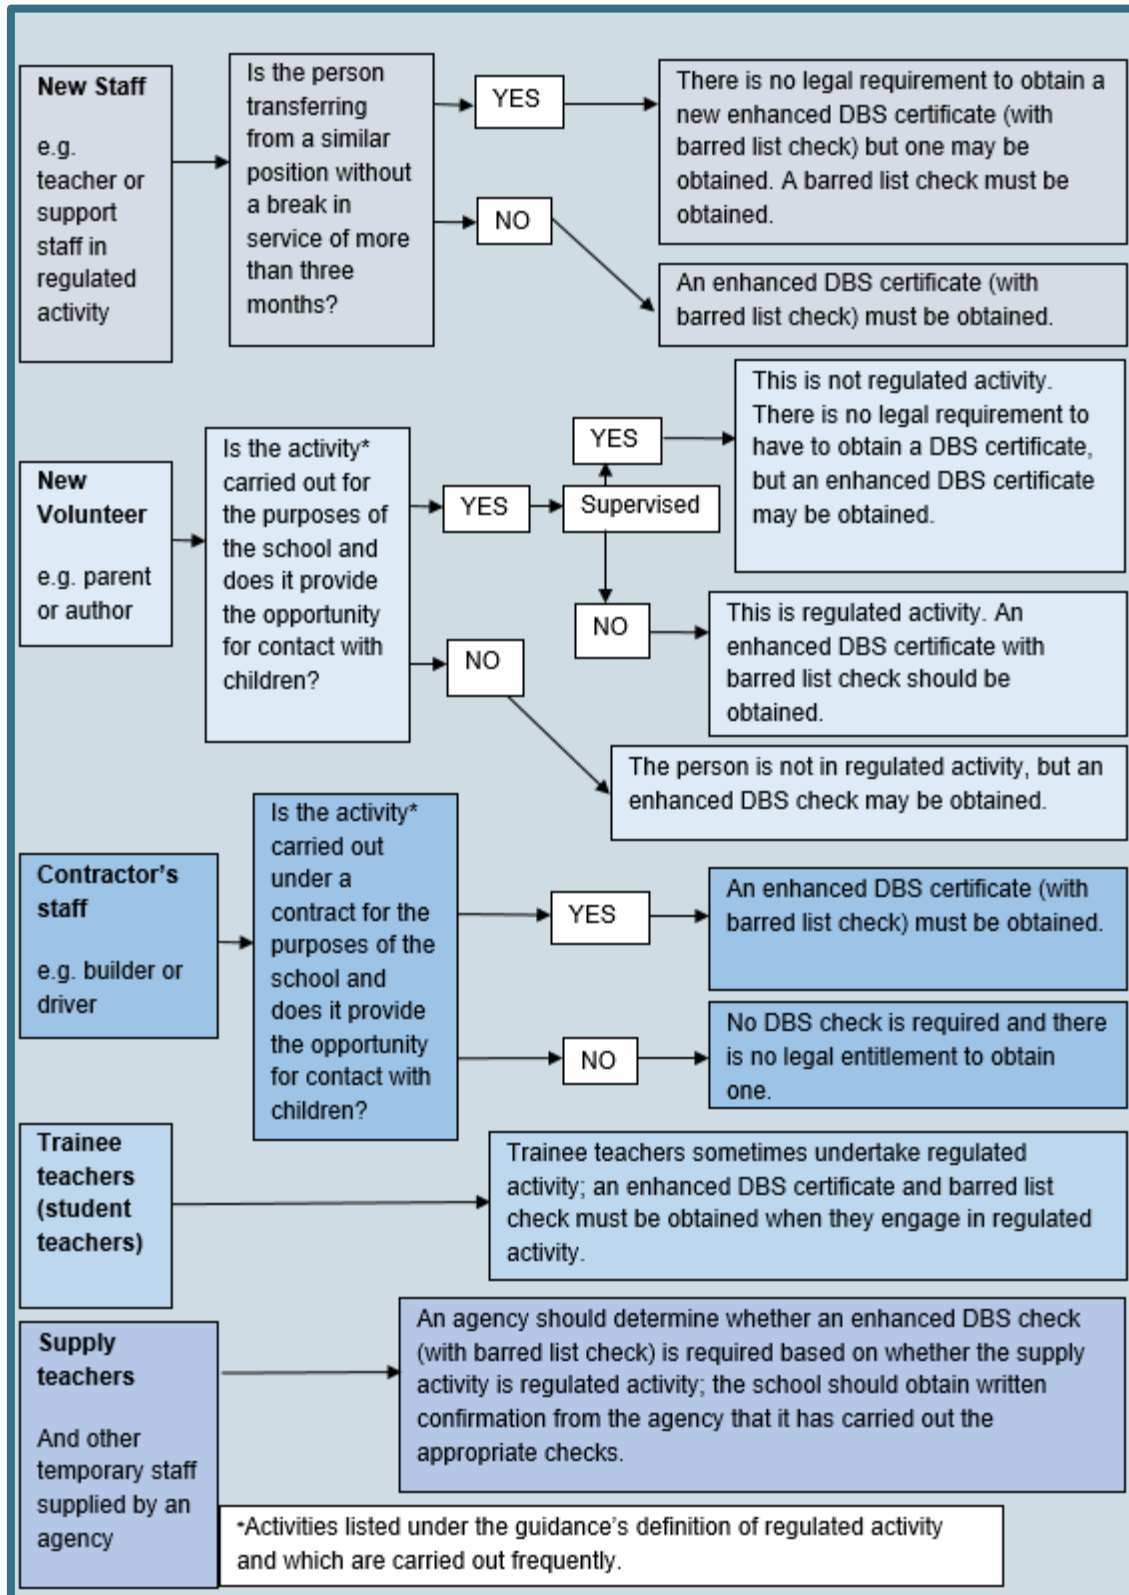 New Staff
e.g.
teacher or
support
staff in
regulated
activity
Is the person
transferring
from a similar
position without
a break in
service of more
than three
months?
YES
There is no legal requirement to obtain a
new enhanced DBS certificate (with
barred list check) but one may be
obtained. A barred list check must be
obtained.
NO
An enhanced DBS certificate (with
barred list check) must be obtained.
New
Volunteer
e.g. parent
or author
Is the activity*
carried out for
the purposes of
the school and
does it provide
the opportunity
for contact with
children?
YES
Supervised
YES
This is not regulated activity.
There is no legal requirement to
have to obtain a DBS certificate,
but an enhanced DBS certificate
may be obtained.
NO
This is regulated activity. An
enhanced DBS certificate with
barred list check should be
obtained.
NO
The person is not in regulated activity, but an
enhanced DBS check may be obtained.
Contractor's
staff
e.g. builder or
driver
Is the activity*
carried out
under a
contract for the
purposes of the
school and
does it provide
the opportunity
for contact with
children?
YES
An enhanced DBS certificate (with
barred list check) must be obtained.
NO
No DBS check is required and there
is no legal entitlement to obtain
one.
Trainee
teachers
(student
teachers)
Trainee teachers sometimes undertake regulated
activity; an enhanced DBS certificate and barred list
check must be obtained when they engage in regulated
activity.
Supply
teachers
And other
temporary staff
supplied by an
agency
An agency should determine whether an enhanced DBS check
(with barred list check) is required based on whether the supply
activity is regulated activity; the school should obtain written
confirmation from the agency that it has carried out the
appropriate checks.
*Activities listed under the guidance's definition of regulated activity
and which are carried out frequently.